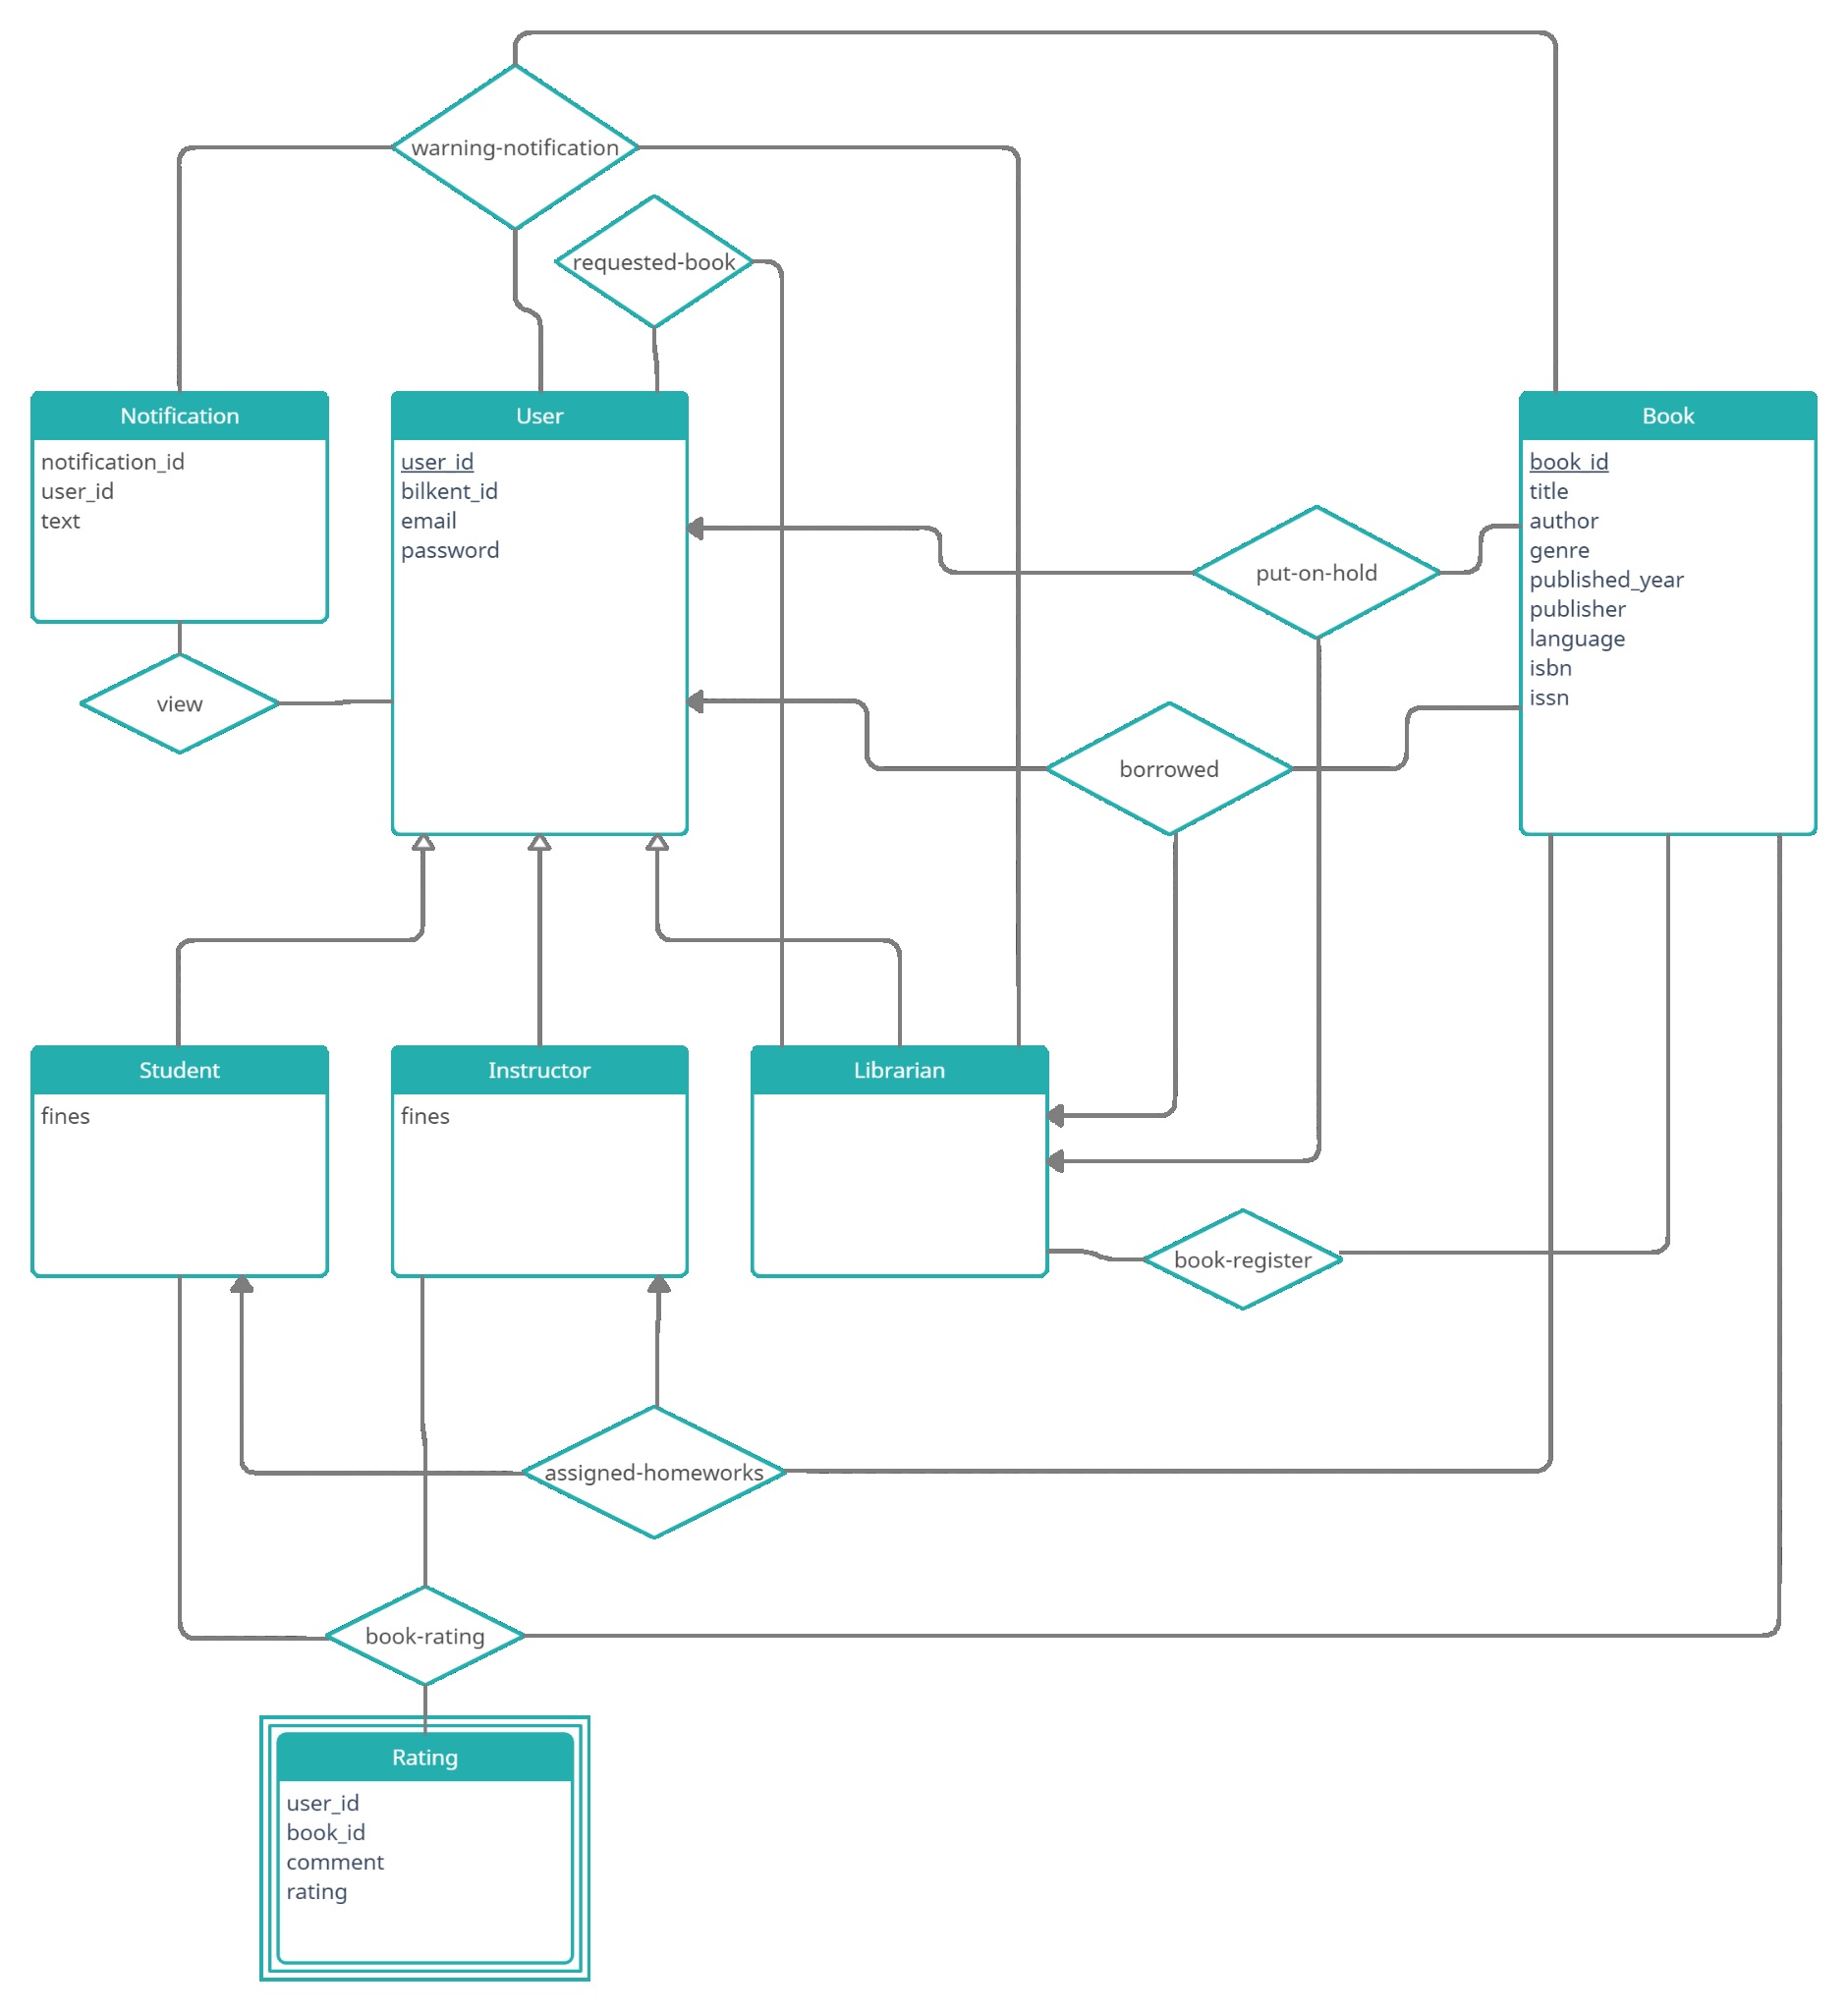 warning-notification
requested-book
Notification
notification_id
user_id
text
User
user_id
bilkent_id
email
password
Book
book_id
title
author
genre
published_year
publisher
language
isbn
issn
put-on-hold
view
borrowed
Student
fines
Instructor
fines
Librarian
book-register
assigned-homeworks
book-rating
Rating
user_id
book_id
comment
rating